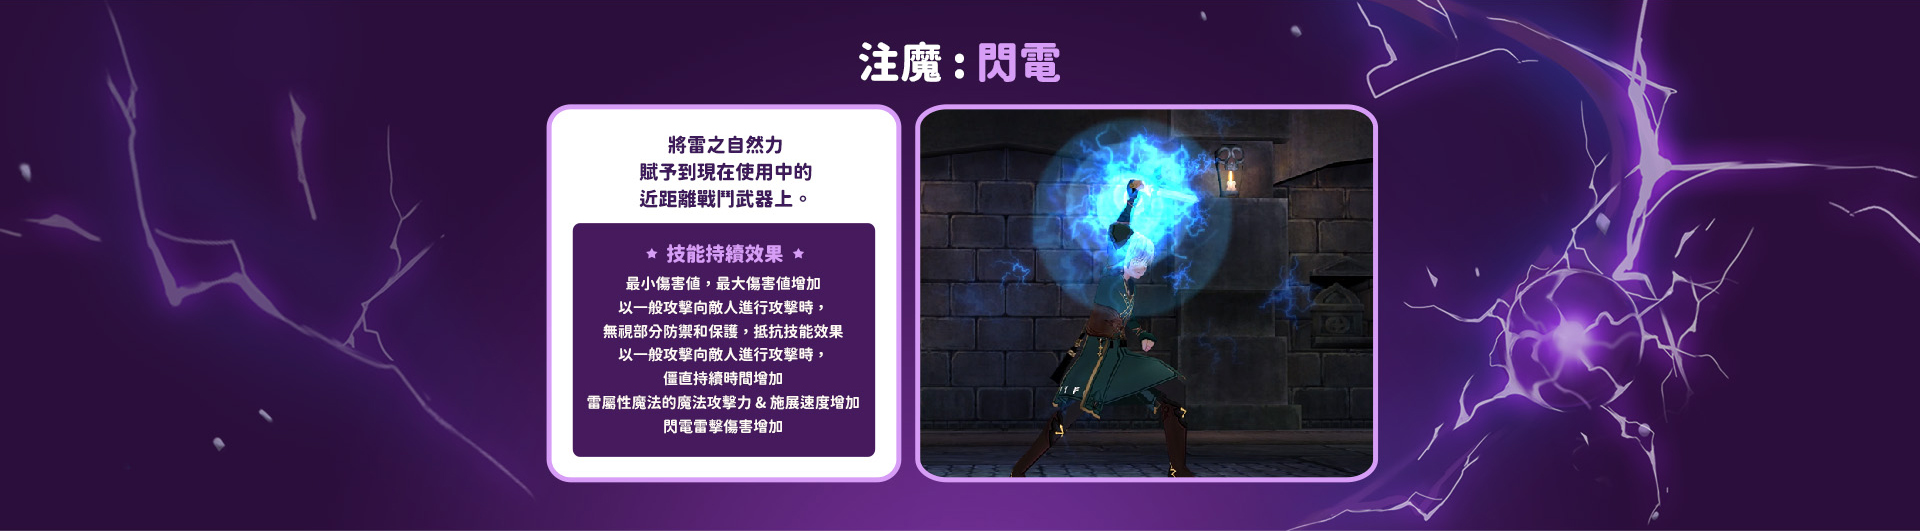 注魔：閃電
將雷之自然力
賦予到現在使用中的
近距離戰鬥武器上。
★ 技能持續效果 ★
最小傷害值，最大傷害值增加
以一般攻擊向敵人進行攻擊時，
無視部分防禦和保護，抵抗技能效果
以一般攻擊向敵人進行攻擊時，
僵直持續時間增加
雷屬性魔法的魔法攻擊力 & 施展速度增加
閃電雷擊傷害增加